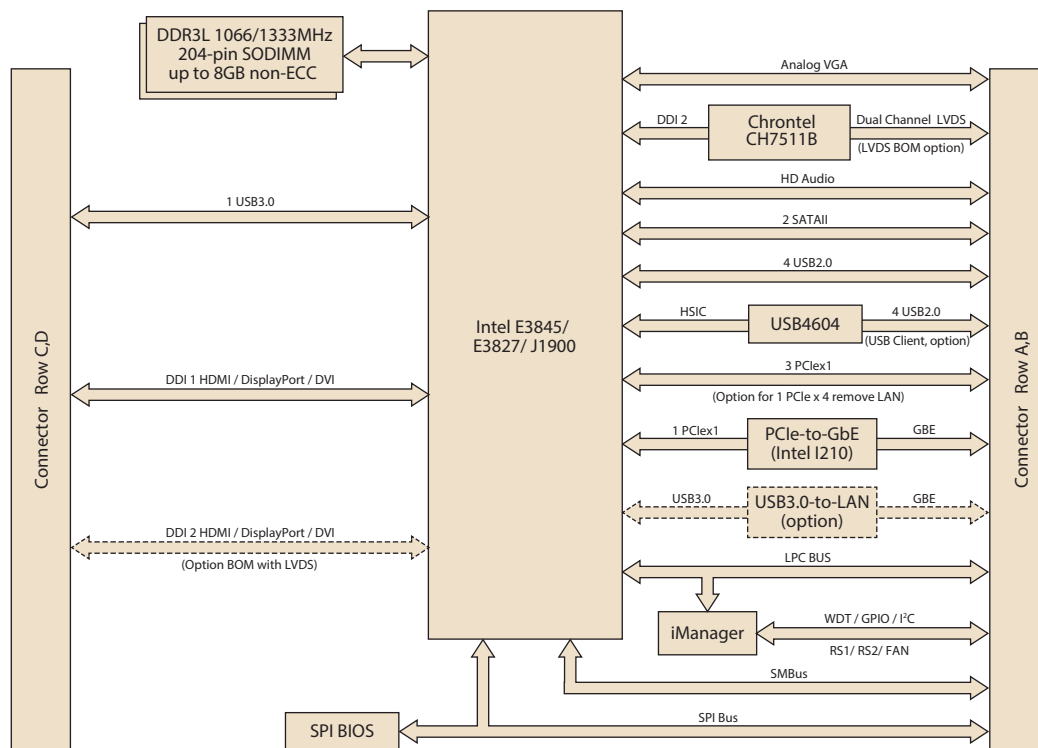 DDR3L 1066/1333MHz
204-pin SODIMM
up to 8GB non-ECC
Connector Row C,D
1 USB3.0
DDI 1 HDMI / DisplayPort / DVI
DDI 2 HDMI / DisplayPort / DVI
(Option BOM with LVDS)
Intel E3845/
E3827/ J1900
Analog VGA
DDI 2
Chrontel
CH7511B
Dual Channel LVDS
(LVDS BOM option)
HD Audio
2 SATAII
4 USB2.0
HSIC
USB4604
4 USB2.0
(USB Client, option)
3 PCIex1
(Option for 1 PCIe x 4 remove LAN)
1 PCIex1
PCIe-to-GbE
(Intel I210)
GBE
USB3.0
USB3.0-to-LAN
(option)
GBE
LPC BUS
iManager
WDT / GPIO / I²C
RS1/ RS2/ FAN
SMBus
SPI BIOS
SPI Bus
Connector Row A,B